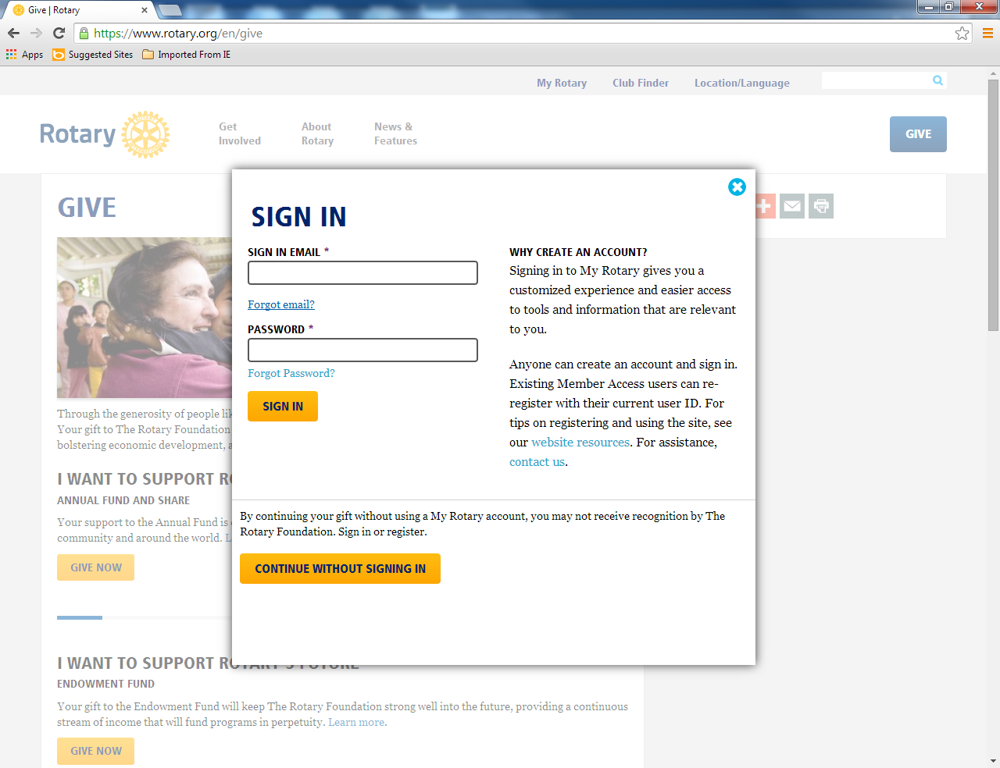 Give | Rotary
https://www.rotary.org/en/give
Apps
Suggested Sites
Imported From IE
My Rotary
Club Finder
Location/Language
Rotary
Get
Involved
About
Rotary
News &
Features
GIVE
GIVE
SIGN IN
SIGN IN EMAIL *
Forgot email?
PASSWORD *
Forgot Password?
SIGN IN
WHY CREATE AN ACCOUNT?
Signing in to My Rotary gives you a
customized experience and easier access
to tools and information that are relevant
to you.
Anyone can create an account and sign in.
Existing Member Access users can re-
register with their current user ID. For
tips on registering and using the site, see
our website resources. For assistance,
contact us.
By continuing your gift without using a My Rotary account, you may not receive recognition by The
Rotary Foundation. Sign in or register.
CONTINUE WITHOUT SIGNING IN
Through the generosity of people
Your gift to The Rotary Foundation
bolstering economic development,
I WANT TO SUPPORT
ANNUAL FUND AND SHARE
Your support to the Annual Fund is
community and around the world.
GIVE NOW
I WANT TO SUPPORT ROTARY'S FUTURE
ENDOWMENT FUND
Your gift to the Endowment Fund will keep The Rotary Foundation strong well into the future, providing a continuous
stream of income that will fund programs in perpetuity. Learn more.
GIVE NOW